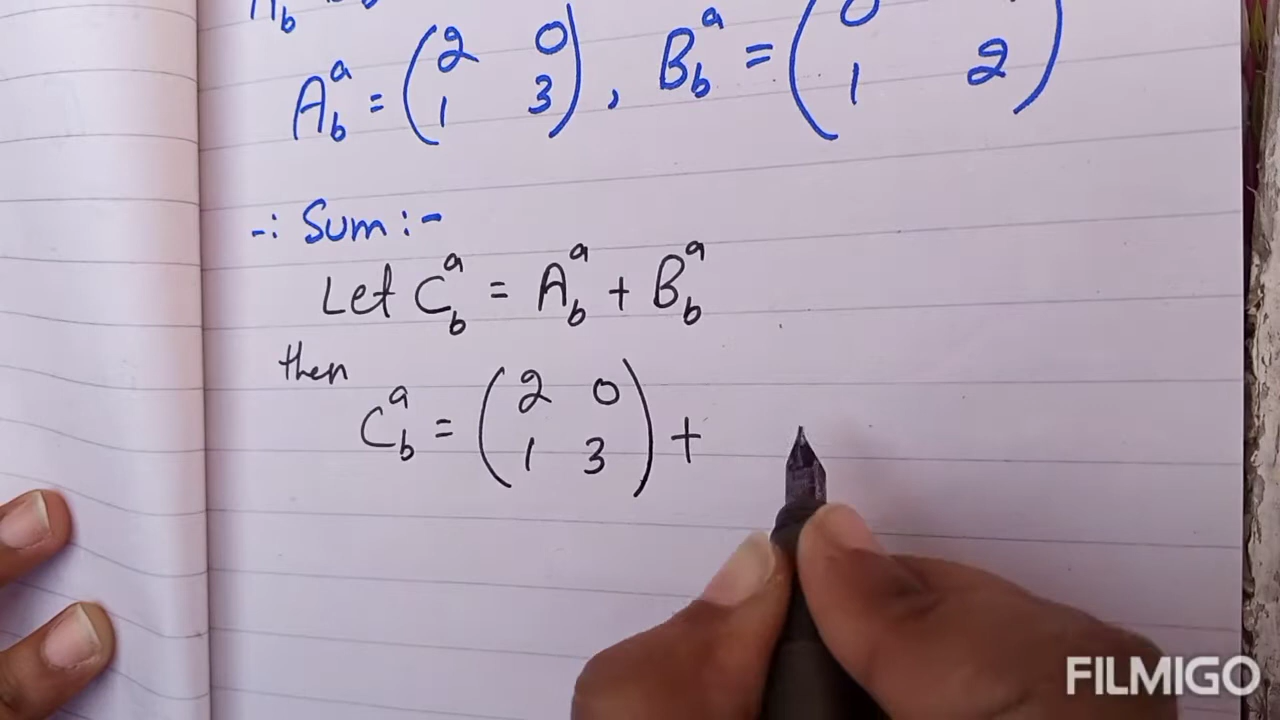 A^a_b = (2 0
1 3), B^a_b = (0
1 2)
-: Sum :-
Let C^a_b = A^a_b + B^a_b
then
C^a_b = (2 0
1 3) +
FILMIGO